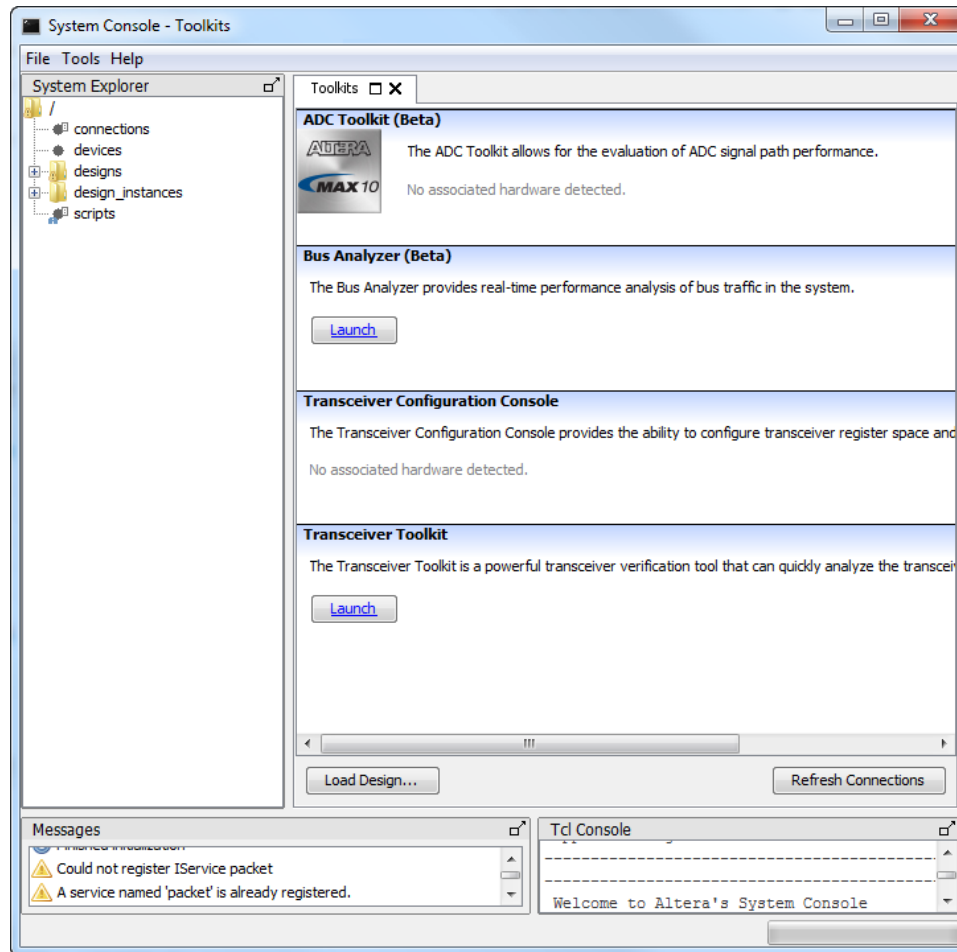 System Console - Toolkits
File Tools Help
System Explorer
/
connections
devices
designs
design_instances
scripts
Toolkits
ADC Toolkit (Beta)
ALTERA
MAX 10
The ADC Toolkit allows for the evaluation of ADC signal path performance.
No associated hardware detected.
Bus Analyzer (Beta)
The Bus Analyzer provides real-time performance analysis of bus traffic in the system.
Launch
Transceiver Configuration Console
The Transceiver Configuration Console provides the ability to configure transceiver register space and
No associated hardware detected.
Transceiver Toolkit
The Transceiver Toolkit is a powerful transceiver verification tool that can quickly analyze the transcei
Launch
Load Design...
Refresh Connections
Messages
Finished initialization
Could not register IService packet
A service named 'packet' is already registered.
Tcl Console
--------------------------------------------
--------------------------------------------
Welcome to Altera's System Console